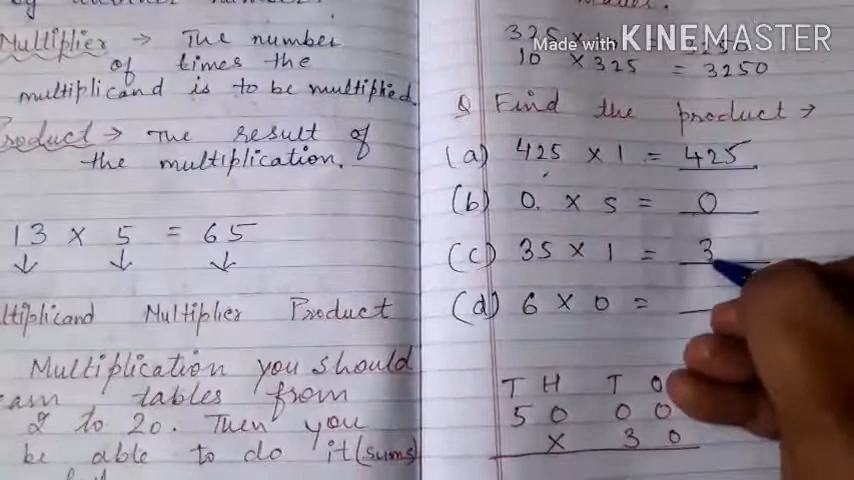 Multiplier → The number
of times the
multiplicand is to be multiplied.
Product → The result of
the multiplication.
13 × 5 = 65
↓ ↓ ↓
ltiplicand Multiplier Product
Multiplication you should
earn tables from
2 to 20. Then you
be able to do it(sums)
325 ×
Made with KINEMASTER
10 × 325 = 3250
Q Find the product →
(a) 425 × 1 = 425
(b) 0. × 5 = 0
(c) 35 × 1 = 3
(d) 6 × 0 =
T H T O
5 0 0 0
× 3 0